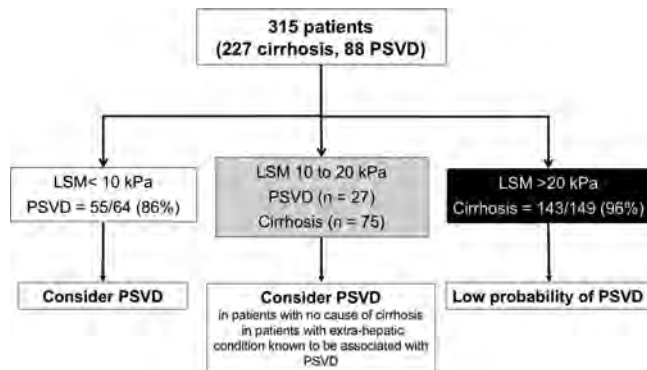 315 patients
(227 cirrhosis, 88 PSVD)
LSM< 10 kPa
PSVD = 55/64 (86%)
LSM 10 to 20 kPa
PSVD (n = 27)
Cirrhosis (n = 75)
LSM >20 kPa
Cirrhosis = 143/149 (96%)
Consider PSVD
Consider PSVD
in patients with no cause of cirrhosis
in patients with extra-hepatic
condition known to be associated with
PSVD
Low probability of PSVD